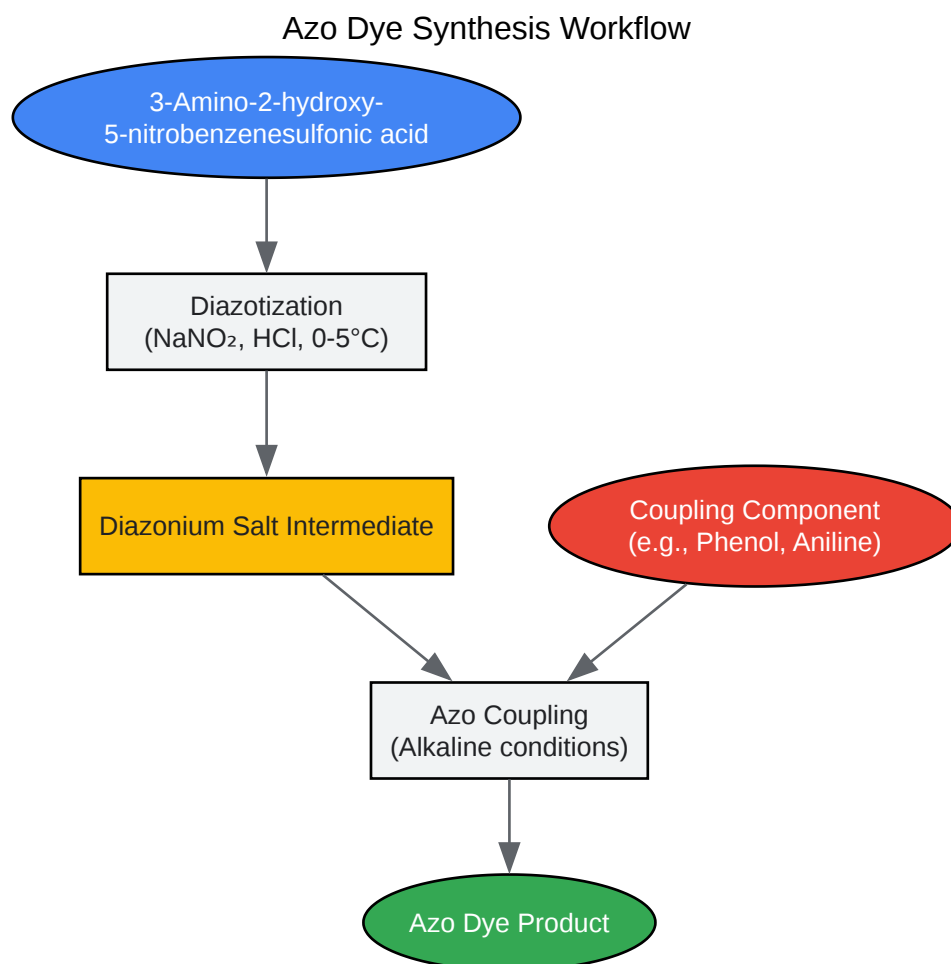 Azo Dye Synthesis Workflow
3-Amino-2-hydroxy-
5-nitrobenzenesulfonic acid
Diazotization
(NaNO₂, HCl, 0-5°C)
Diazonium Salt Intermediate
Coupling Component
(e.g., Phenol, Aniline)
Azo Coupling
(Alkaline conditions)
Azo Dye Product